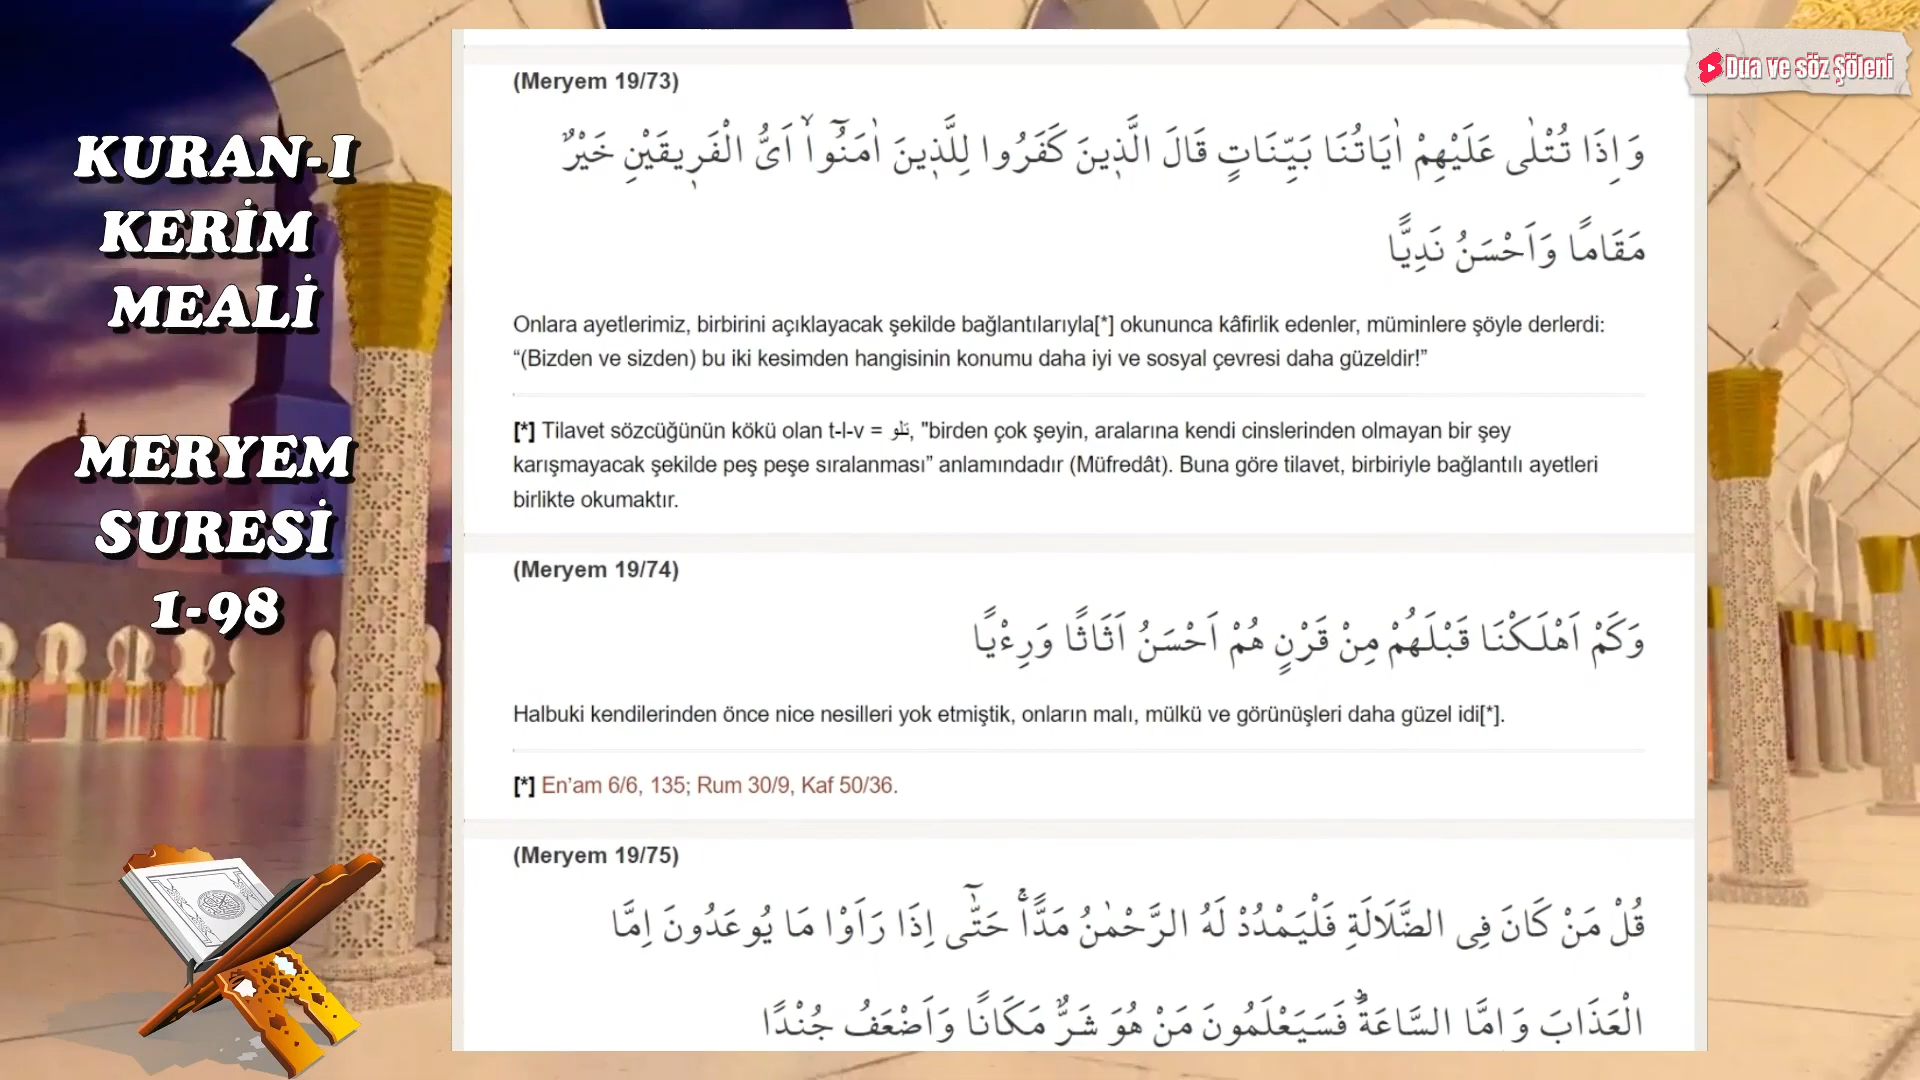 KURAN-I
KERİM
MEALİ
MERYEM
SURESİ
1-98
Dua ve söz Şöleni
(Meryem 19/73)
وَاِذَا تُتْلٰى عَلَيْهِمْ اٰيَاتُنَا بَيِّنَاتٍ قَالَ الَّذ۪ينَ كَفَرُوا لِلَّذ۪ينَ اٰمَنُٓواۙ اَىُّ الْفَر۪يقَيْنِ خَيْرٌ
مَقَامًا وَاَحْسَنُ نَدِيًّا
Onlara ayetlerimiz, birbirini açıklayacak şekilde bağlantılarıyla[*] okununca kâfirlik edenler, müminlere şöyle derlerdi:
“(Bizden ve sizden) bu iki kesimden hangisinin konumu daha iyi ve sosyal çevresi daha güzeldir!”
[*] Tilavet sözcüğünün kökü olan t-l-v = تلو, "birden çok şeyin, aralarına kendi cinslerinden olmayan bir şey
karışmayacak şekilde peş peşe sıralanması” anlamındadır (Müfredât). Buna göre tilavet, birbiriyle bağlantılı ayetleri
birlikte okumaktır.
(Meryem 19/74)
وَكَمْ اَهْلَكْنَا قَبْلَهُمْ مِنْ قَرْنٍ هُمْ اَحْسَنُ اَثَاثًا وَرِءْيًا
Halbuki kendilerinden önce nice nesilleri yok etmiştik, onların malı, mülkü ve görünüşleri daha güzel idi[*].
[*] En’am 6/6, 135; Rum 30/9, Kaf 50/36.
(Meryem 19/75)
قُلْ مَنْ كَانَ فِى الضَّلَالَةِ فَلْيَمْدُدْ لَهُ الرَّحْمٰنُ مَدًّاۚ حَتّٰٓى اِذَا رَاَوْا مَا يُوعَدُونَ اِمَّا
الْعَذَابَ وَاِمَّا السَّاعَةَۜ فَسَيَعْلَمُونَ مَنْ هُوَ شَرٌّ مَكَانًا وَاَضْعَفُ جُنْدًا